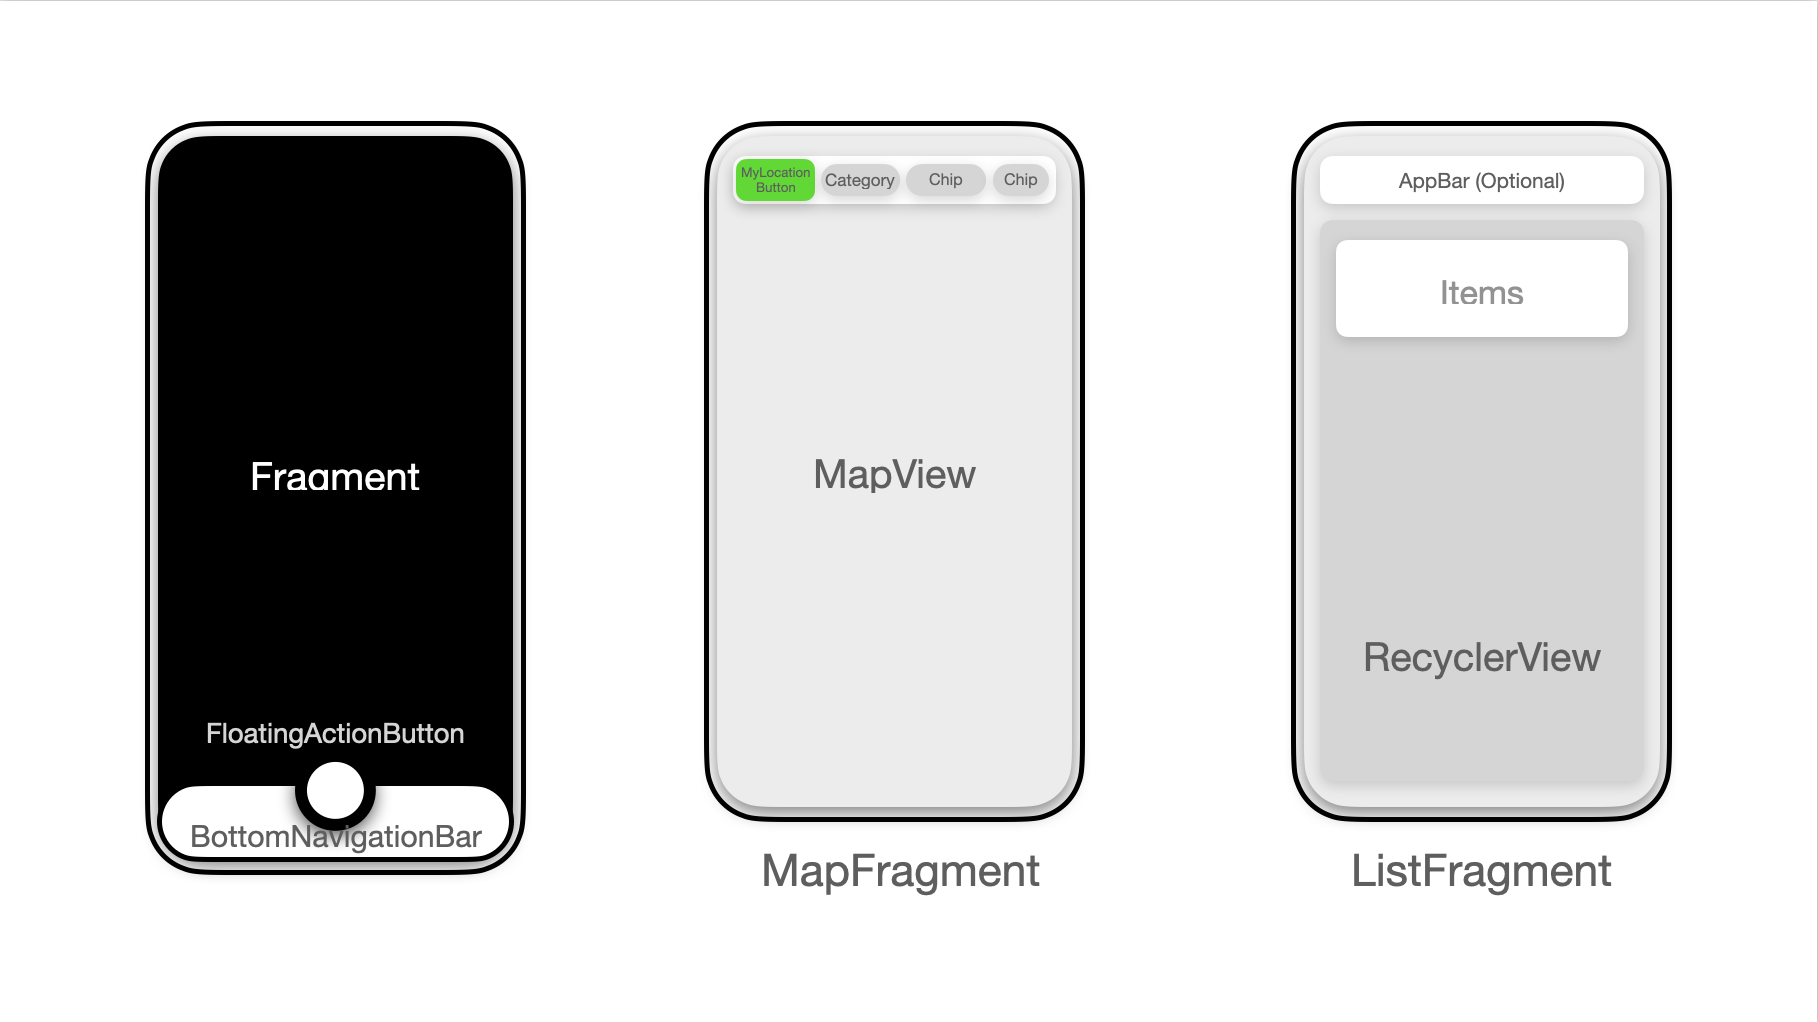 Fragment
FloatingActionButton
BottomNavigationBar
MyLocation
Button
Category
Chip
Chip
MapView
MapFragment
AppBar (Optional)
Items
RecyclerView
ListFragment